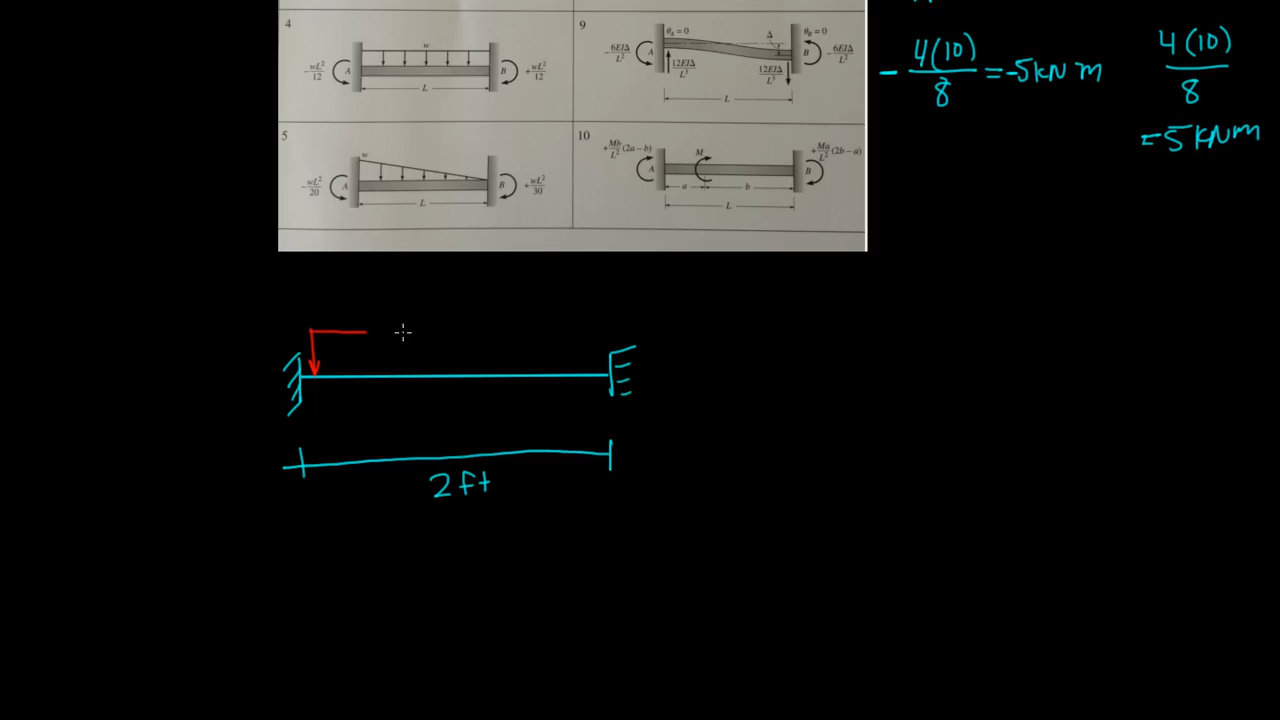 4
w
-wL²/12
A
B
+wL²/12
L
9
θA = 0
Δ
θB = 0
-6EIΔ/L²
A
B
-6EIΔ/L²
12EIΔ/L³
12EIΔ/L³
L
-4(10)/8 = -5 kN m
4(10)/8
= 5 kNm
5
w
-wL²/20
A
B
+wL²/30
L
10
+Mb/L²(2a-b)
M
+Ma/L²(2b-a)
A
B
a
b
L
2ft